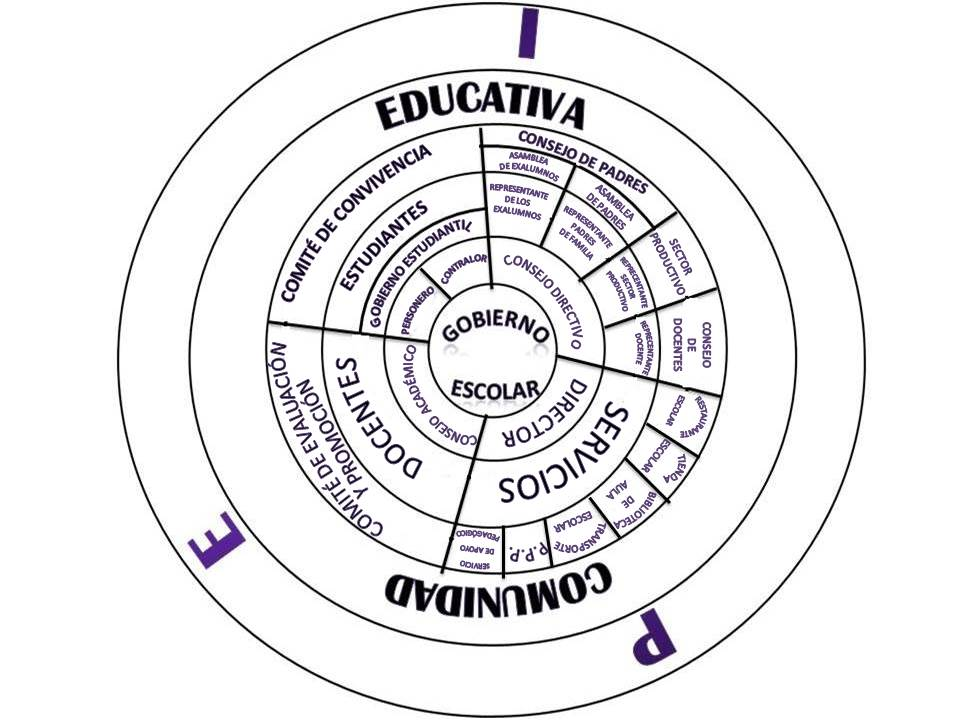 I
EDUCATIVA
CONSEJO DE PADRES
ASAMBLEA
DE EXALUMNOS
ASAMBLEA
DE PADRES
REPRESENTANTE
DE LOS
EXALUMNOS
REPRESENTANTE
PADRES
DE FAMILIA
SECTOR
PRODUCTIVO
REPRECENTANTE
SECTOR
PRODUCTIVO
CONSEJO
DE
DOCENTES
REPRECENTANTE
DOCENTE
COMITÉ DE CONVIVENCIA
ESTUDIANTES
GOBIERNO ESTUDIANTIL
PERSONERO
CONTRALOR
CONSEJO DIRECTIVO
GOBIERNO
ESCOLAR
DIRECTOR
CONSEJO ACADÉMICO
DOCENTES
COMITÉ DE EVALUACION
Y PROMOCIÓN
SERVICIOS
RESTAURANTE
ESCOLAR
TIENDA
ESCOLAR
BIBLIOTECA
DE
AULA
TRANSPORTE
ESCOLAR
P.P.P.
SERVICIO
DE APOYO
PEDAGÓGICO
COMUNIDAD
E
P